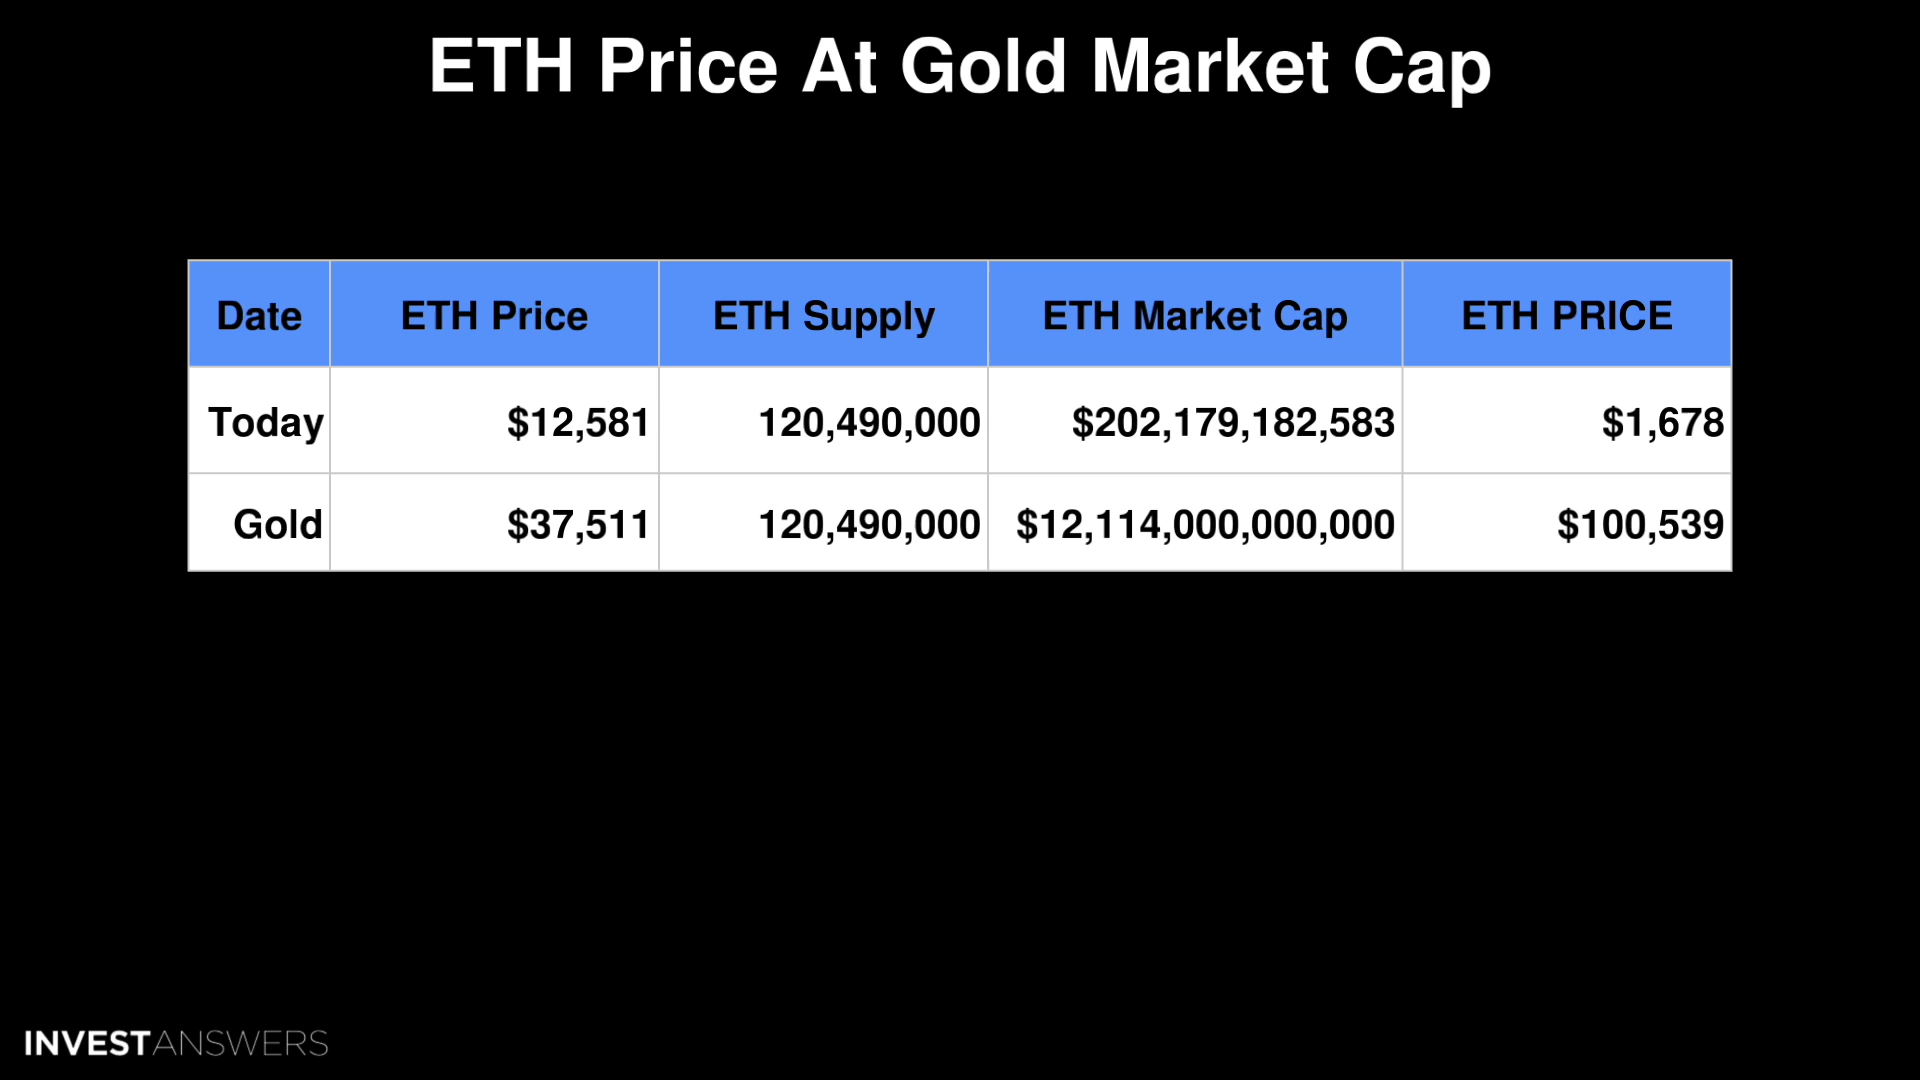 ETH Price At Gold Market Cap
Date ETH Price ETH Supply ETH Market Cap ETH PRICE
Today $12,581 120,490,000 $202,179,182,583 $1,678
Gold $37,511 120,490,000 $12,114,000,000,000 $100,539
INVESTANSWERS